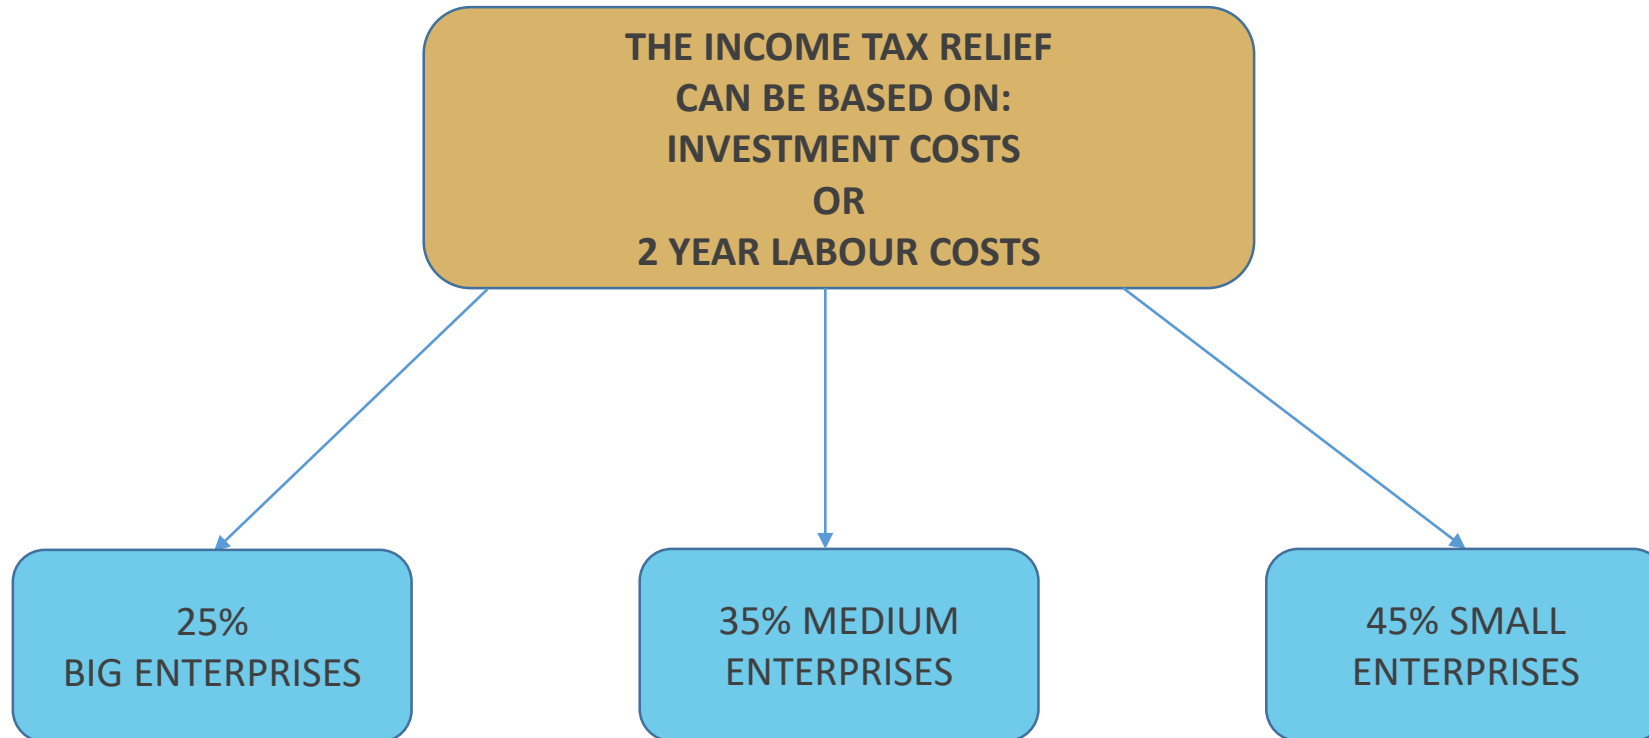 THE INCOME TAX RELIEF
CAN BE BASED ON:
INVESTMENT COSTS
OR
2 YEAR LABOUR COSTS
25%
BIG ENTERPRISES
35% MEDIUM
ENTERPRISES
45% SMALL
ENTERPRISES